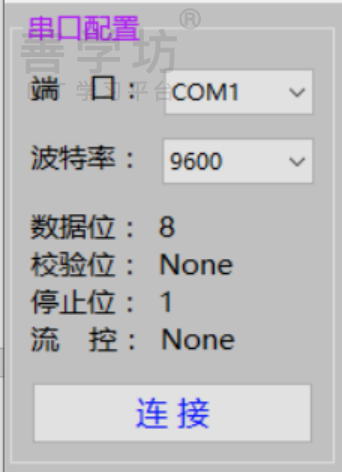 串口配置
善学坊®
学习平台
端 口： COM1
波特率： 9600
数据位： 8
校验位： None
停止位： 1
流 控： None
连 接